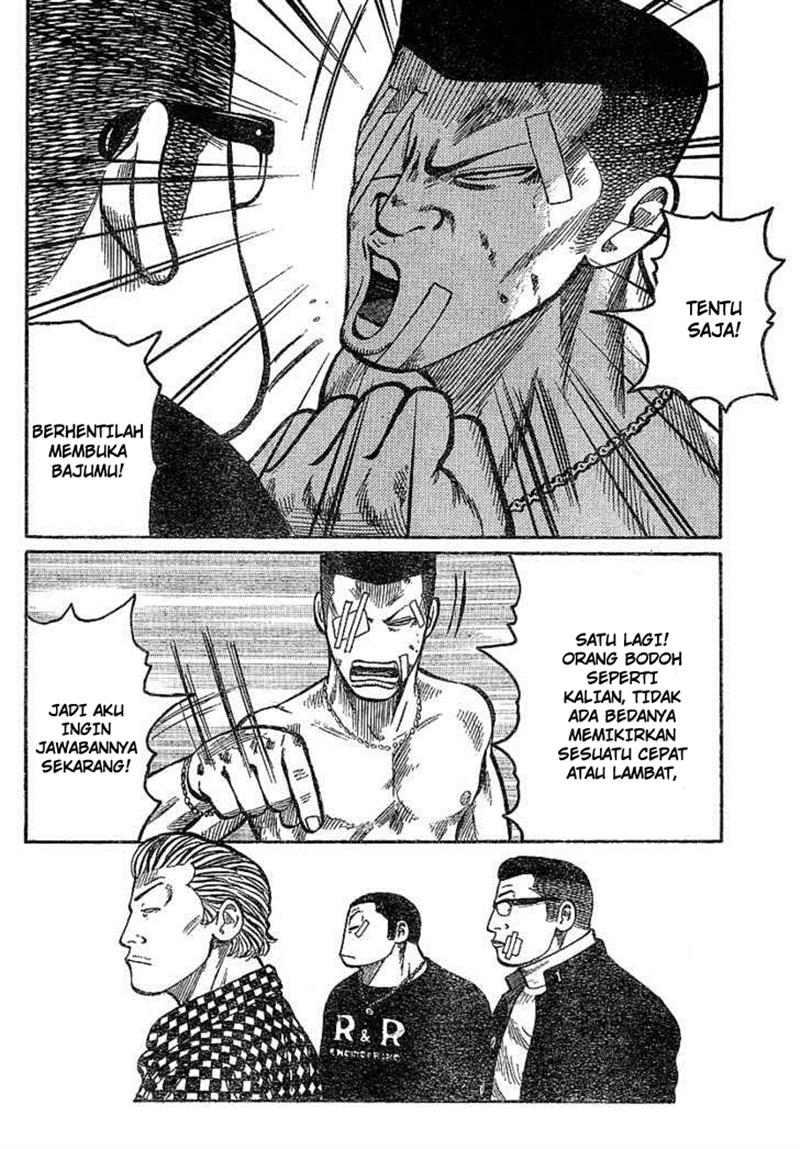 TENTU
SAJA!
BERHENTILAH
MEMBUKA
BAJUMU!
SATU LAGI!
ORANG BODOH
SEPERTI
KALIAN, TIDAK
ADA BEDANYA
MEMIKIRKAN
SESUATU CEPAT
ATAU LAMBAT,
JADI AKU
INGIN
JAWABANNYA
SEKARANG!
R & R